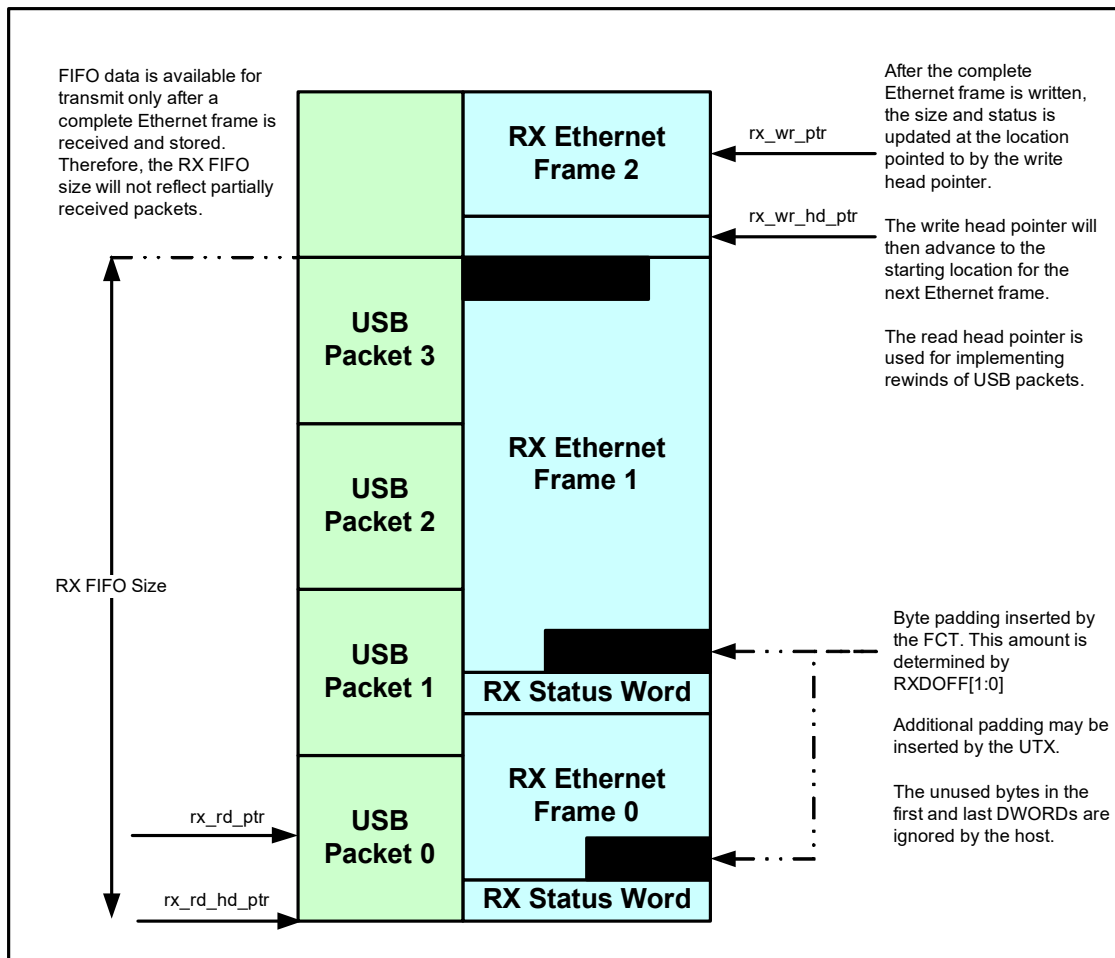 FIFO data is available for
transmit only after a
complete Ethernet frame is
received and stored.
Therefore, the RX FIFO
size will not reflect partially
received packets.
RX FIFO Size
rx_rd_ptr
rx_rd_hd_ptr
USB
Packet 3
USB
Packet 2
USB
Packet 1
USB
Packet 0
RX Ethernet
Frame 2
RX Ethernet
Frame 1
RX Status Word
RX Ethernet
Frame 0
RX Status Word
rx_wr_ptr
rx_wr_hd_ptr
After the complete
Ethernet frame is written,
the size and status is
updated at the location
pointed to by the write
head pointer.
The write head pointer will
then advance to the
starting location for the
next Ethernet frame.
The read head pointer is
used for implementing
rewinds of USB packets.
Byte padding inserted by
the FCT. This amount is
determined by
RXDOFF[1:0]
Additional padding may be
inserted by the UTX.
The unused bytes in the
first and last DWORDs are
ignored by the host.